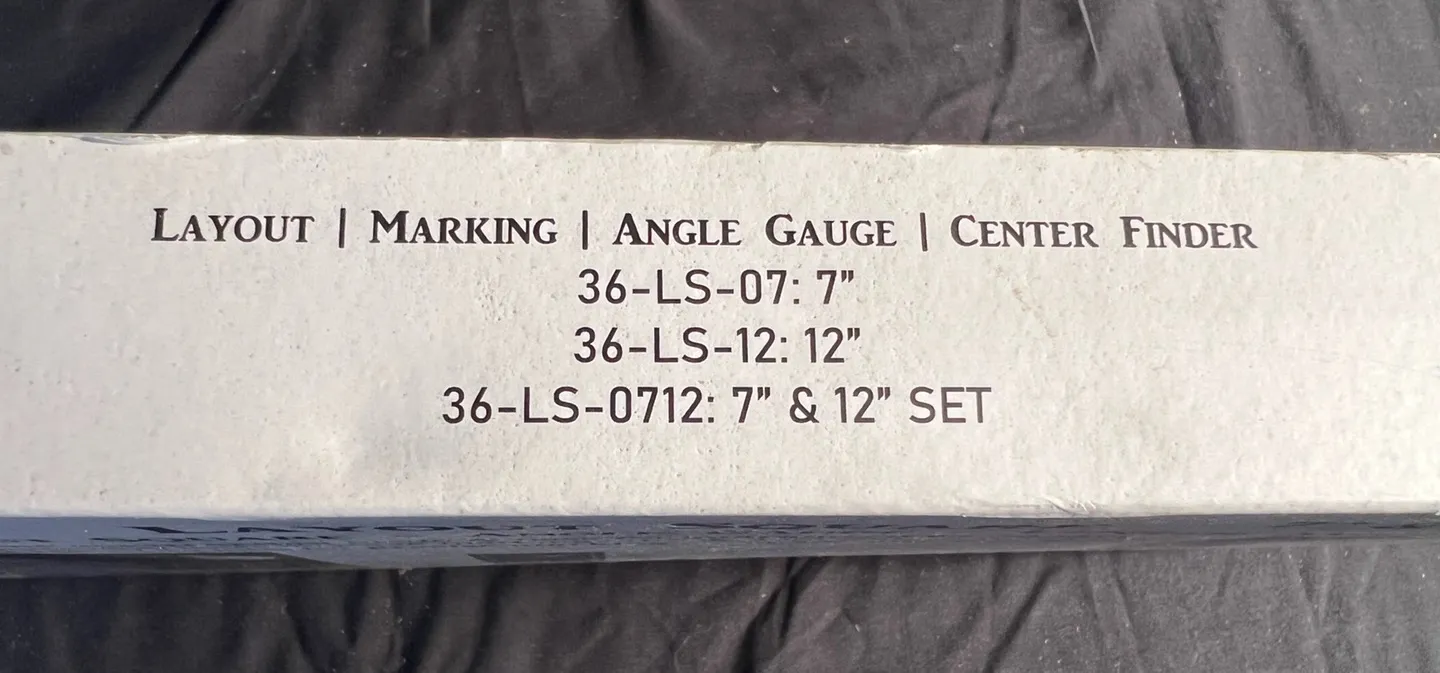 LAYOUT | MARKING | ANGLE GAUGE | CENTER FINDER
36-LS-07: 7"
36-LS-12: 12"
36-LS-0712: 7" & 12" SET